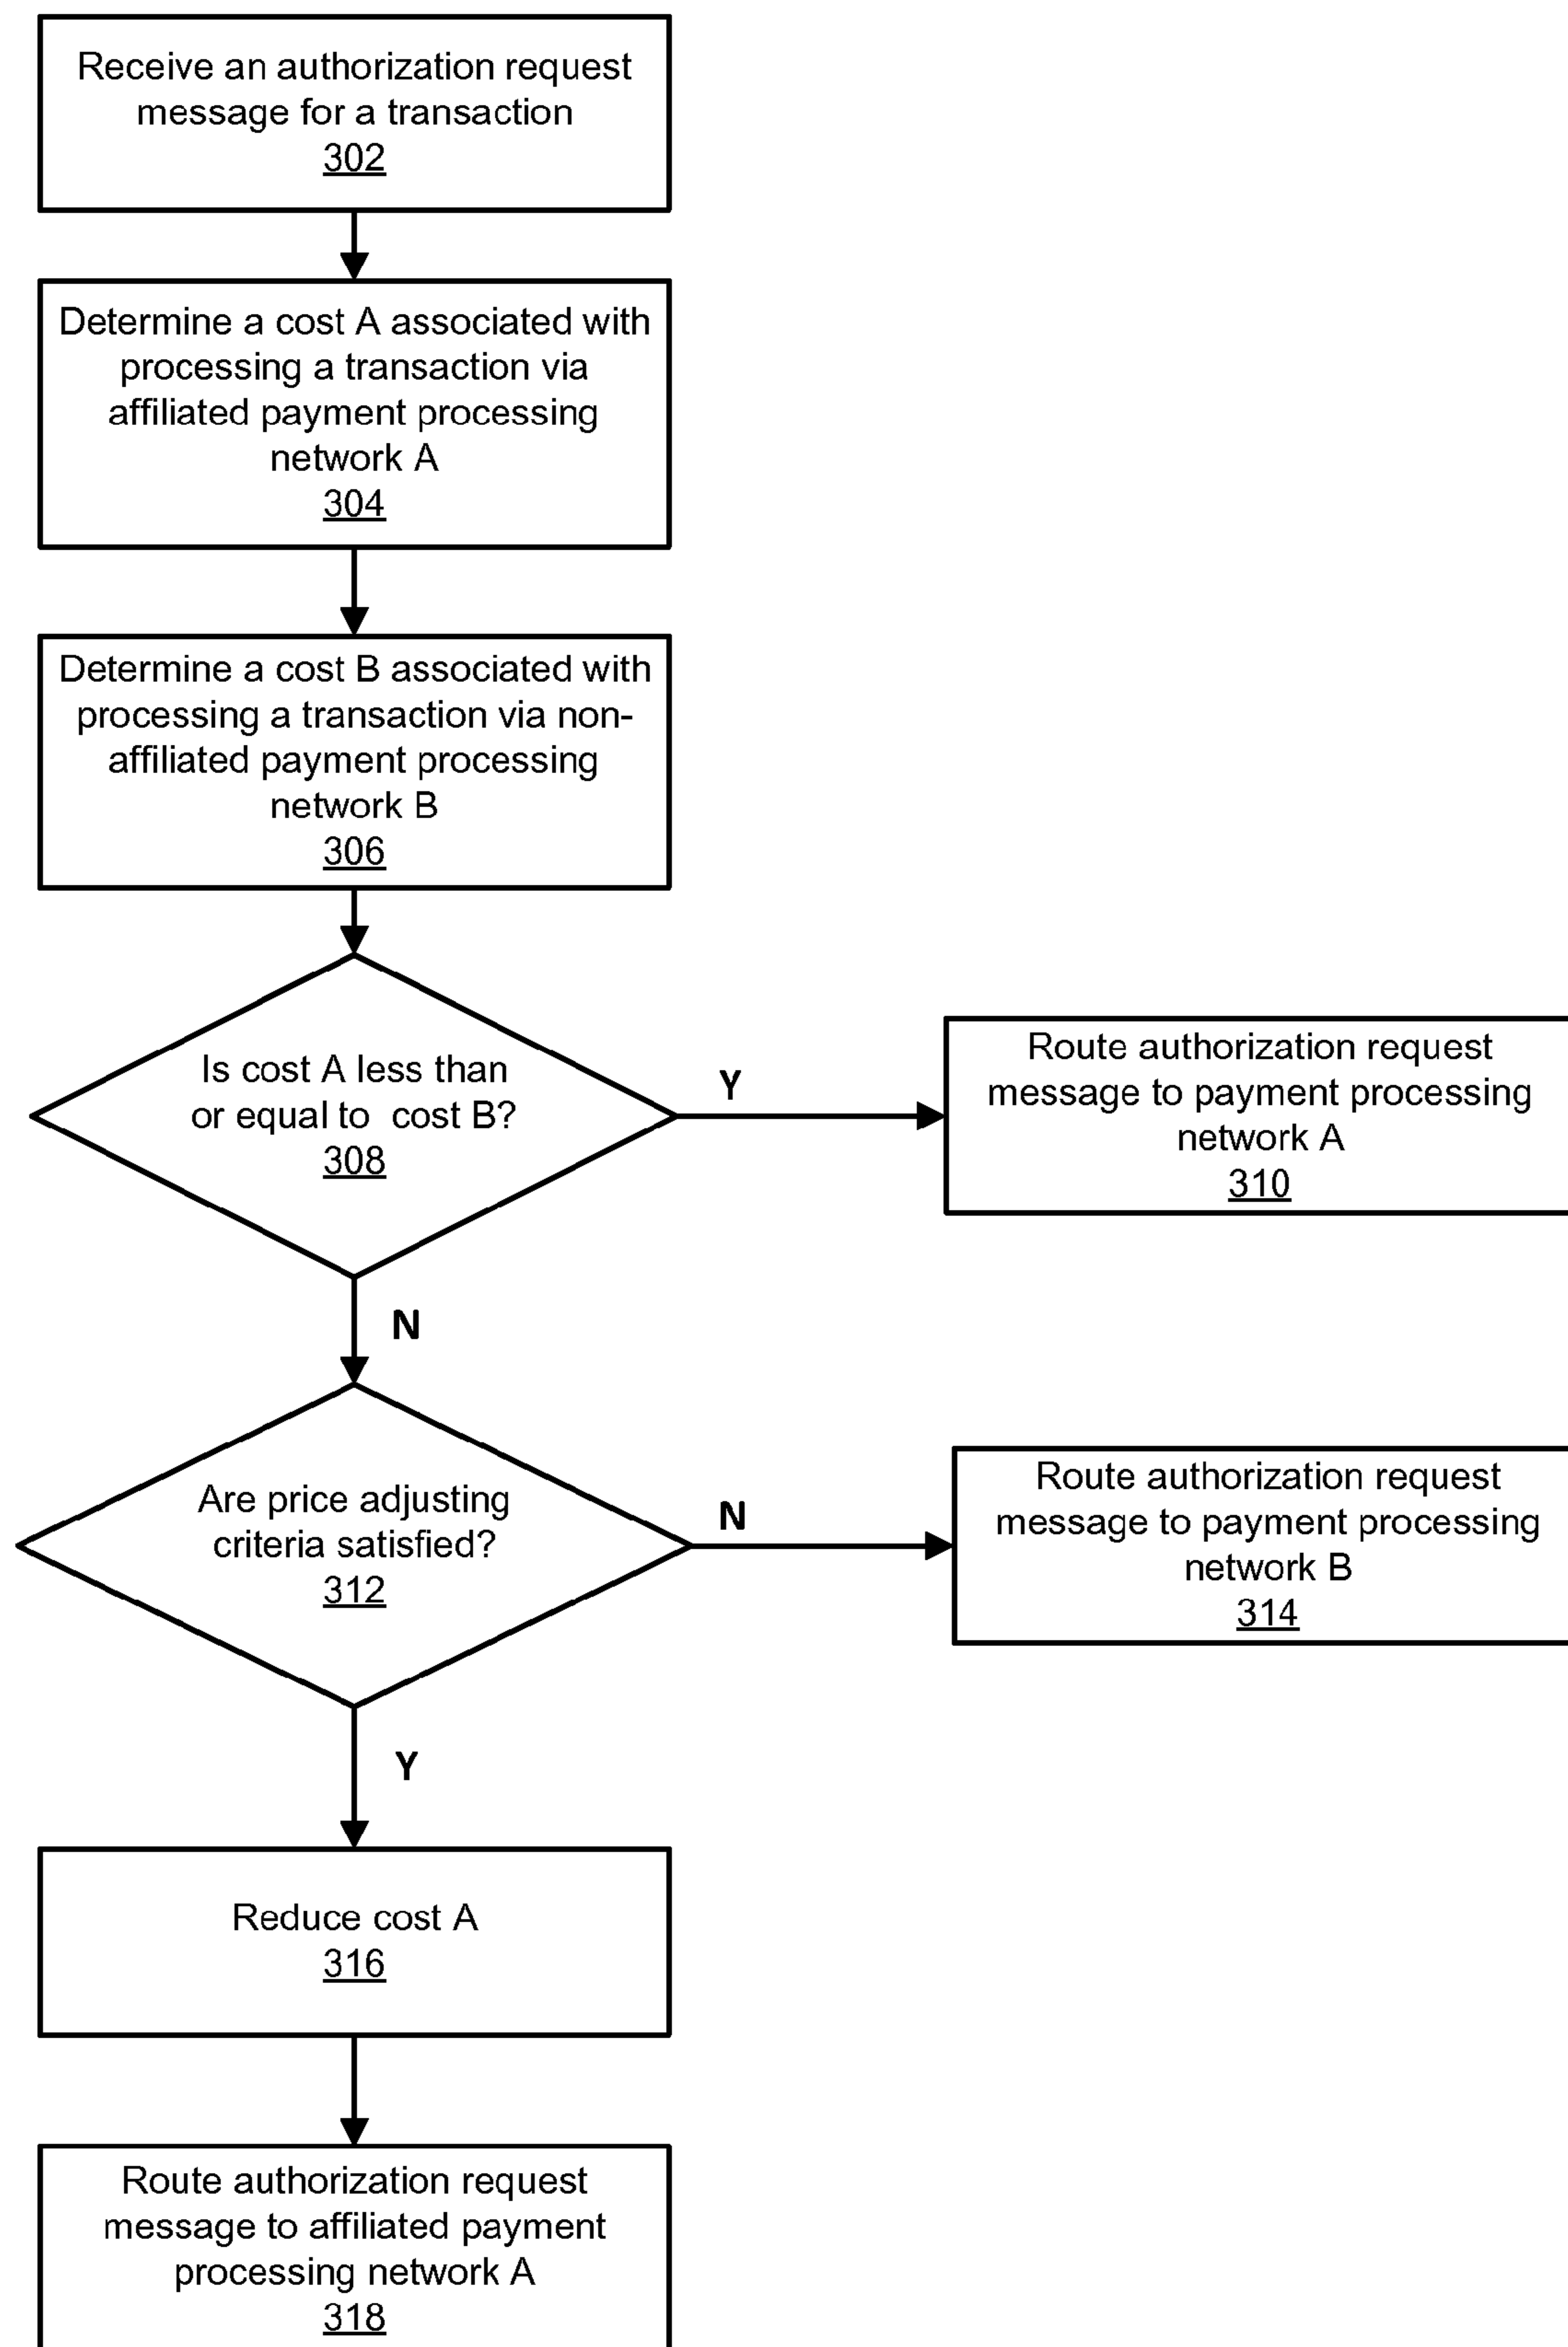 Receive an authorization request
message for a transaction
302
Determine a cost A associated with
processing a transaction via
affiliated payment processing
network A
304
Determine a cost B associated with
processing a transaction via non-
affiliated payment processing
network B
306
Is cost A less than
or equal to cost B?
308
Y
Route authorization request
message to payment processing
network A
310
N
Are price adjusting
criteria satisfied?
312
N
Route authorization request
message to payment processing
network B
314
Y
Reduce cost A
316
Route authorization request
message to affiliated payment
processing network A
318